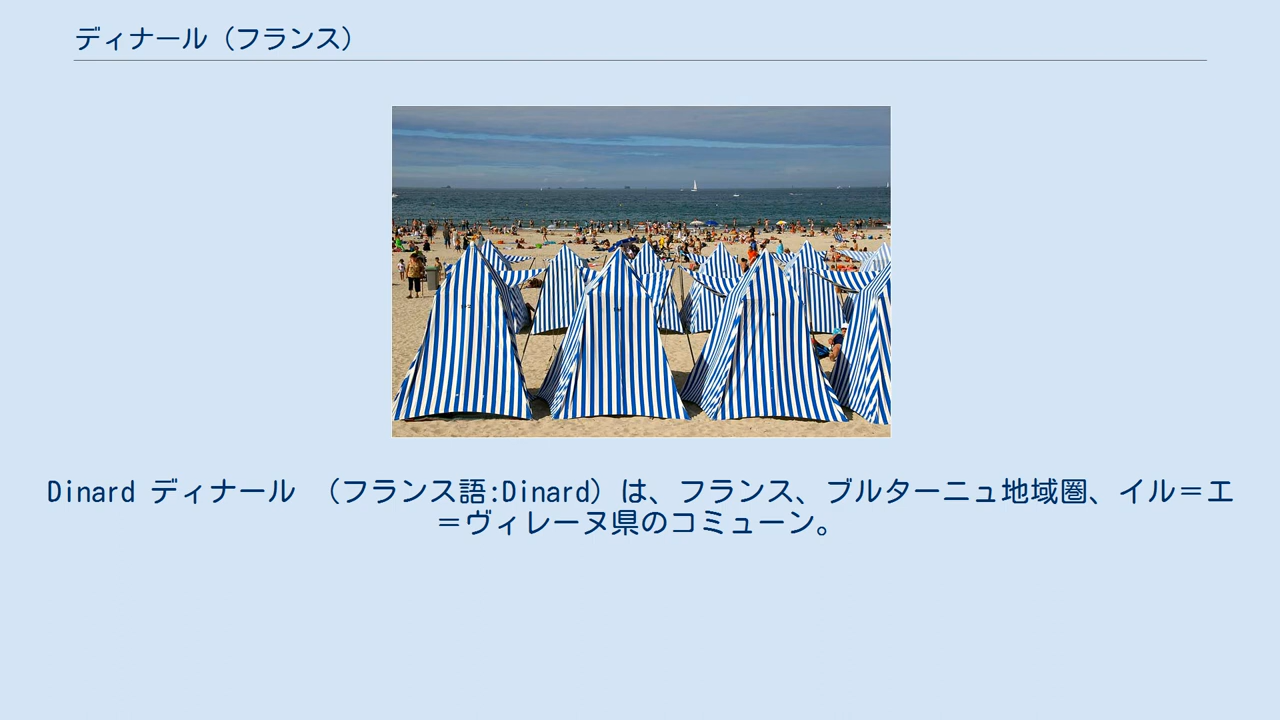 ディナール（フランス）
Dinard ディナール （フランス語:Dinard）は、フランス、ブルターニュ地域圏、イル＝エ
＝ヴィレーヌ県のコミューン。